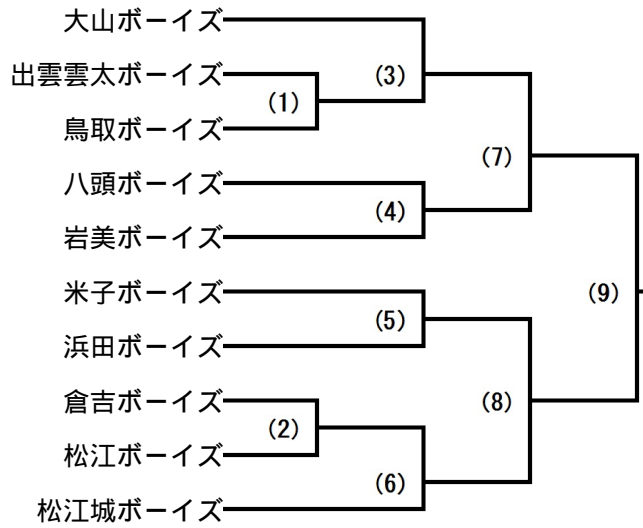 大山ボーイズ
出雲雲太ボーイズ
(3)
(1)
鳥取ボーイズ
(7)
八頭ボーイズ
(4)
岩美ボーイズ
米子ボーイズ
(9)
(5)
浜田ボーイズ
倉吉ボーイズ
(8)
(2)
松江ボーイズ
(6)
松江城ボーイズ